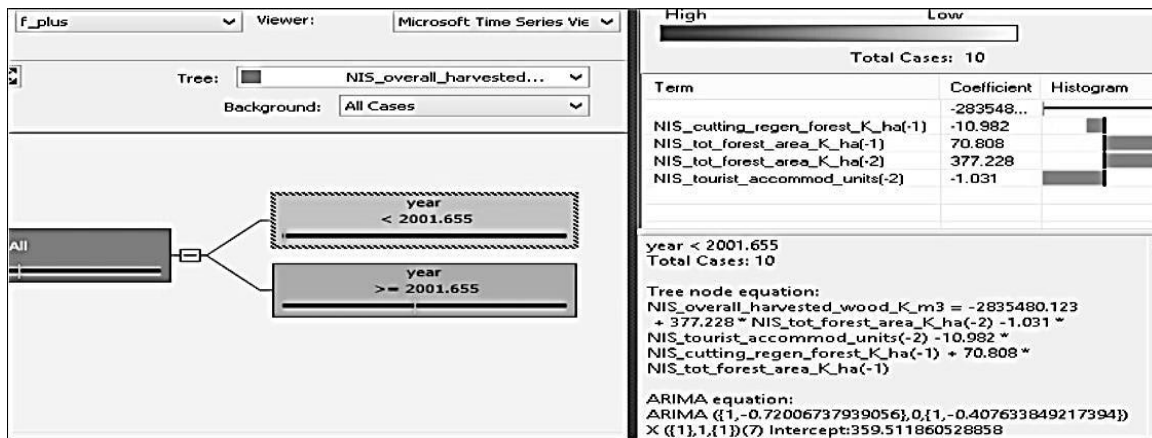 f_plus
Viewer:
Microsoft Time Series Vie
Tree:
NIS_overall_harvested...
Background:
All Cases
All
year
< 2001.655
year
>= 2001.655
High Low
Total Cases: 10
Term Coefficient Histogram
-283548...
NIS_cutting_regen_forest_K_ha(-1) -10.982
NIS_tot_forest_area_K_ha(-1) 70.808
NIS_tot_forest_area_K_ha(-2) 377.228
NIS_tourist_accommod_units(-2) -1.031
year < 2001.655
Total Cases: 10
Tree node equation:
NIS_overall_harvested_wood_K_m3 = -2835480.123
+ 377.228 * NIS_tot_forest_area_K_ha(-2) -1.031 *
NIS_tourist_accommod_units(-2) -10.982 *
NIS_cutting_regen_forest_K_ha(-1) + 70.808 *
NIS_tot_forest_area_K_ha(-1)
ARIMA equation:
ARIMA ({1,-0.72006737939056},0,{1,-0.407633849217394})
X ({1},1,{1})(7) Intercept:359.511860528858